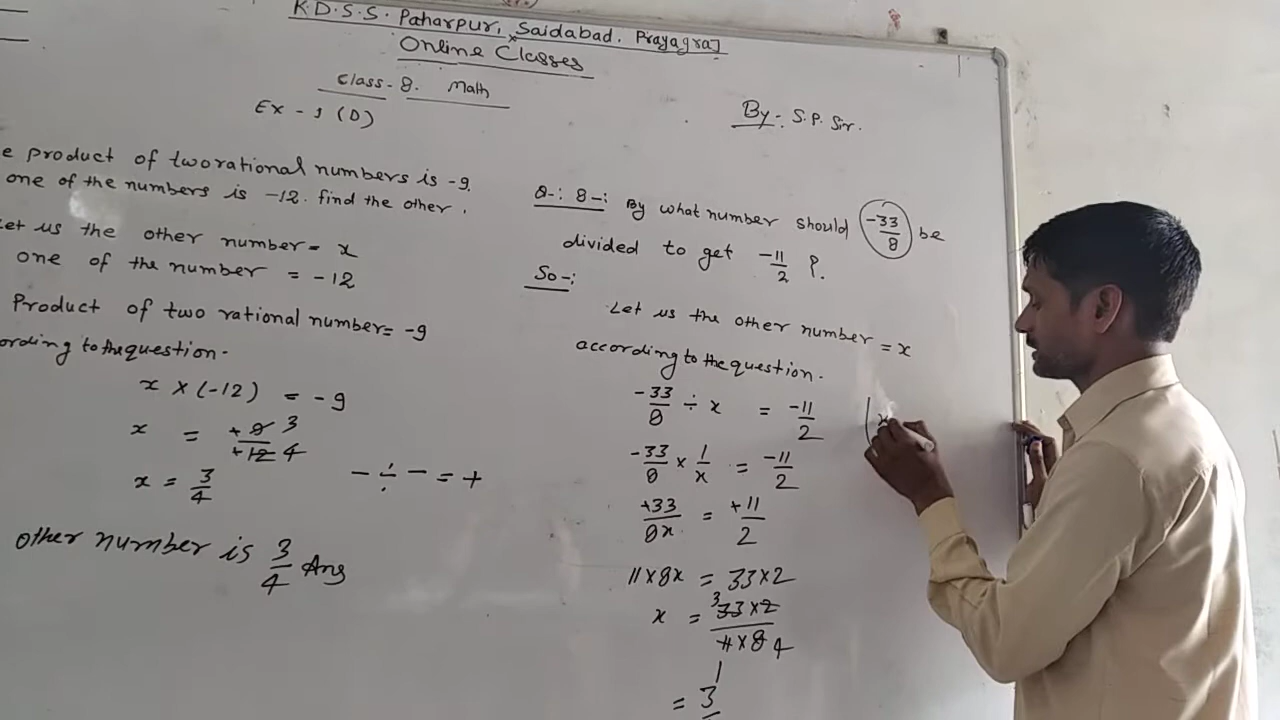 K.D.S.S. Paharpur, Saidabad. Prayagraj
Online Classes
Class-8. Math
Ex - 1 (D)
By-: S.P. Sir.
e product of two rational numbers is -9.
one of the numbers is -12. find the other.
Let us the other number = x
one of the number = -12
Product of two rational number = -9
ording to the question.
x × (-12) = -9
x = +9/+12 3/4
x = 3/4
- ÷ - = +
other number is 3/4 Ans
Q-: 8-: By what number should -33/8 be
divided to get -11/2 ?.
So-:
Let us the other number = x
according to the question.
-33/8 ÷ x = -11/2
-33/8 × 1/x = -11/2
+33/8x = +11/2
11×8x = 33×2
x = 3 33×2/11×8 4
1
= 3